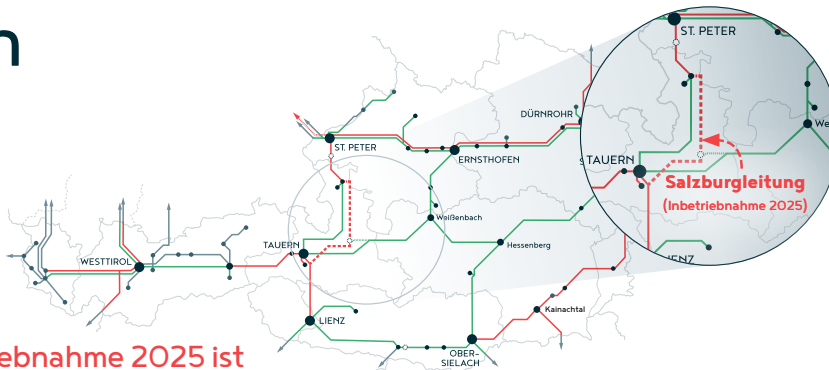 n
ST. PETER
DÜRNROHR
ST. PETER
ERNSTHOFEN
TAUERN
We
Salzburgleitung
(Inbetriebnahme 2025)
Weißenbach
TAUERN
Hessenberg
WESTTIROL
IENZ
LIENZ
Kainachtal
OBER-
SIELACH
ebnahme 2025 ist